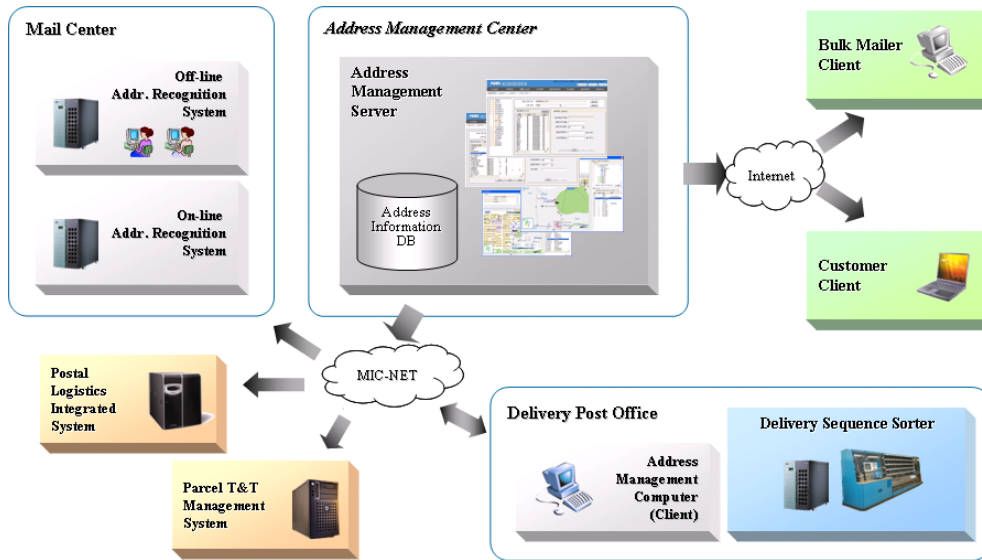 Mail Center
Off-line
Addr. Recognition
System
On-line
Addr. Recognition
System
Address Management Center
Address
Management
Server
Address
Information
DB
Internet
Bulk Mailer
Client
Customer
Client
MIC-NET
Postal
Logistics
Integrated
System
Parcel T&T
Management
System
Delivery Post Office
Address
Management
Computer
(Client)
Delivery Sequence Sorter